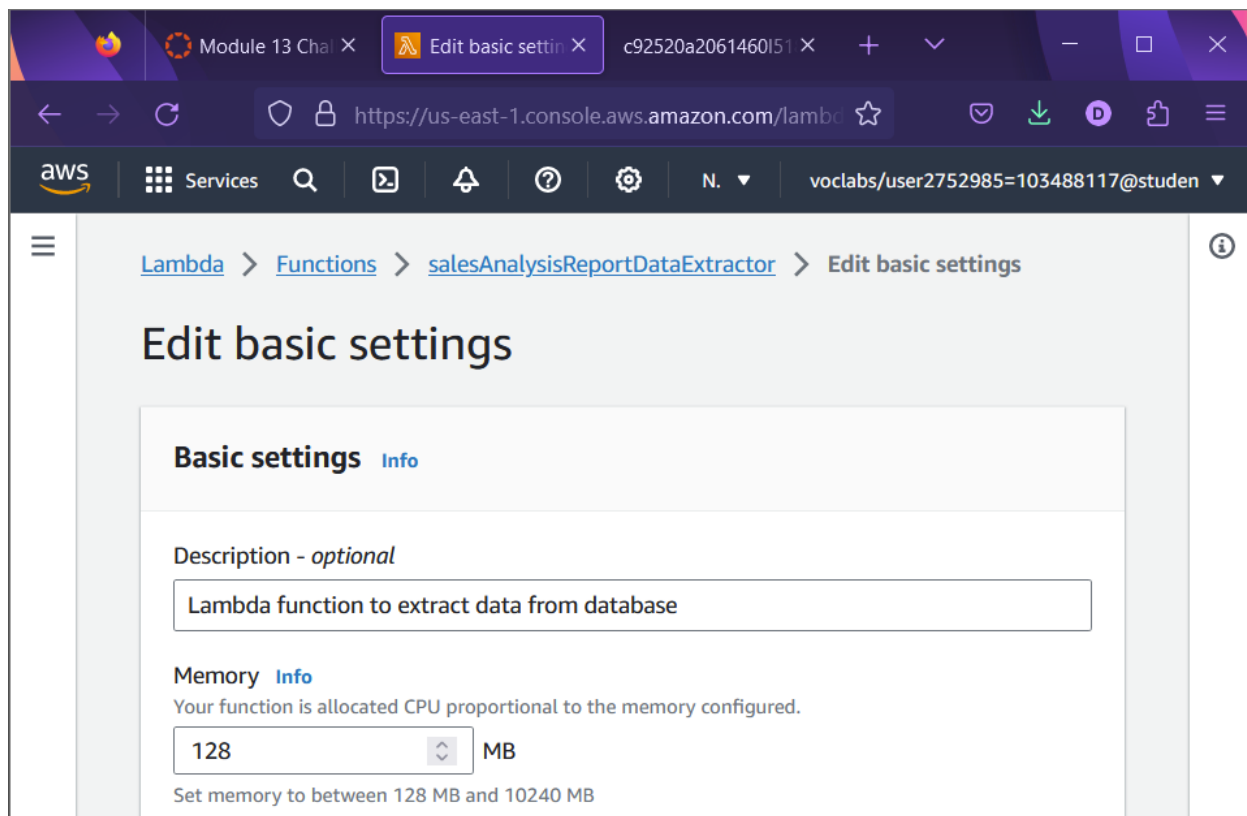 Module 13 Chal
Edit basic settin
c92520a2061460l51
https://us-east-1.console.aws.amazon.com/lambd
D
aws
Services
N.
voclabs/user2752985=103488117@studen
Lambda > Functions > salesAnalysisReportDataExtractor > Edit basic settings
Edit basic settings
Basic settings Info
Description - optional
Lambda function to extract data from database
Memory Info
Your function is allocated CPU proportional to the memory configured.
128 MB
Set memory to between 128 MB and 10240 MB